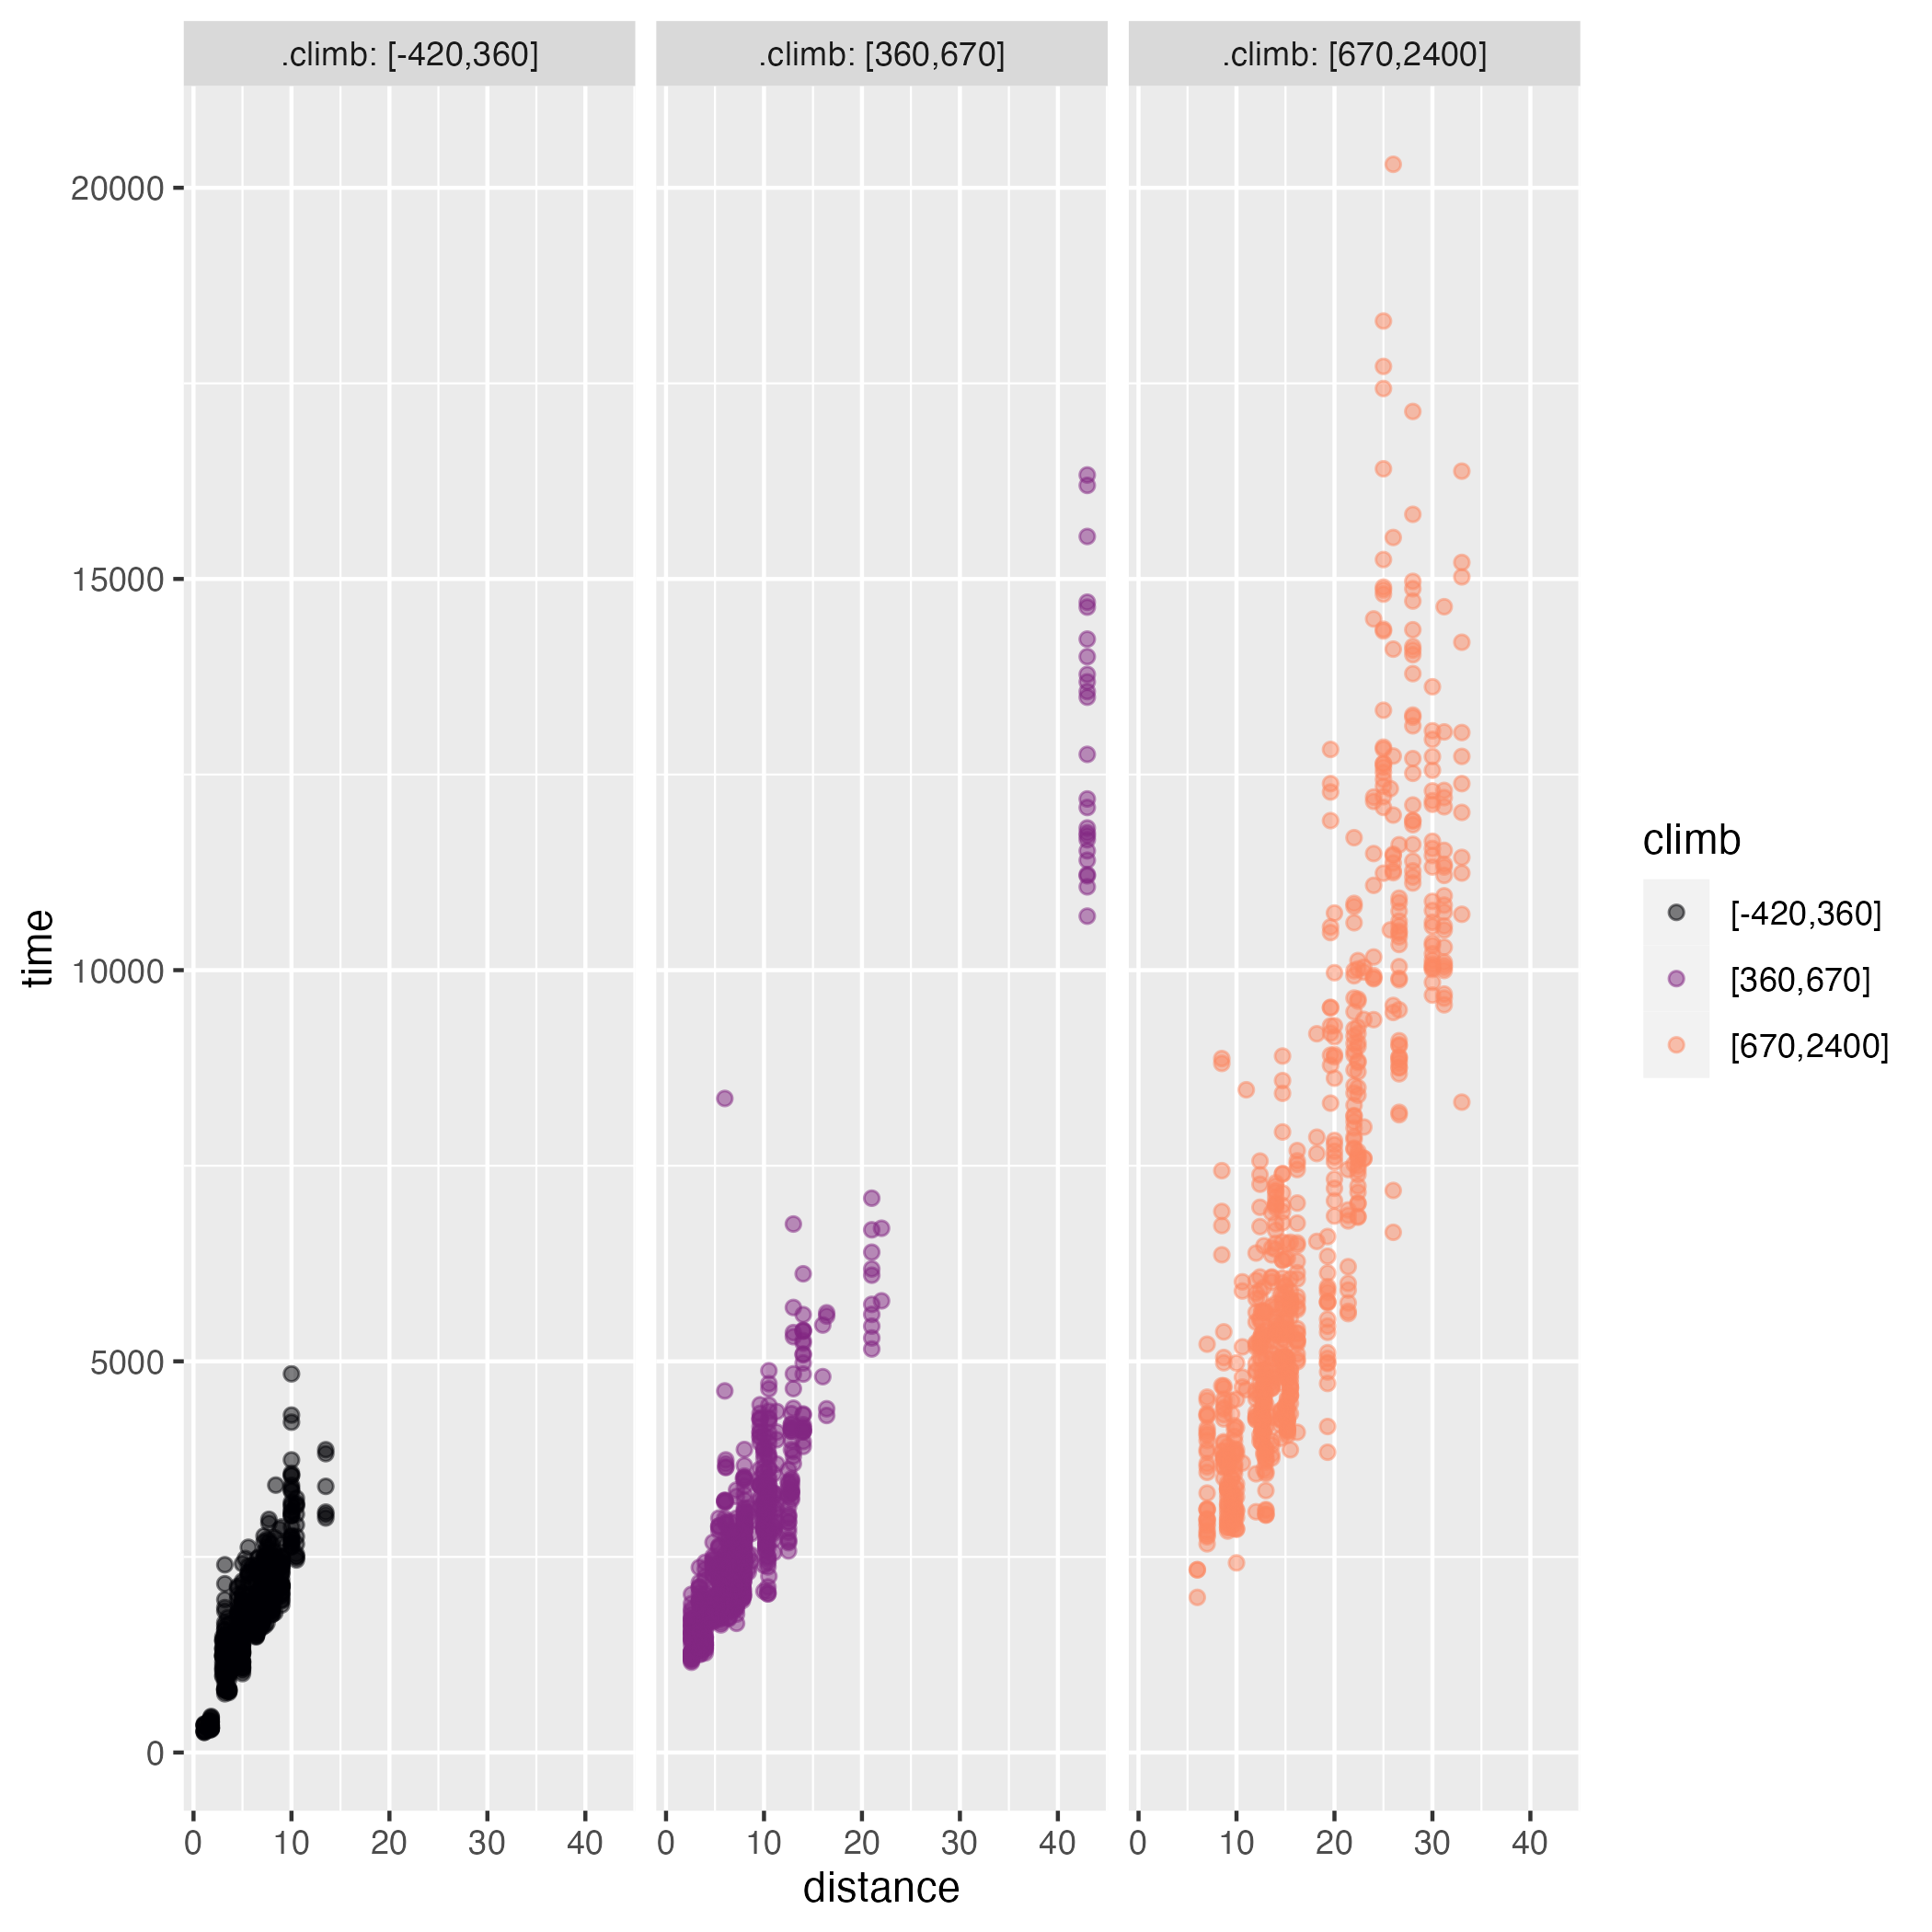 .climb: [-420,360]
.climb: [360,670]
.climb: [670,2400]
20000
15000
10000
5000
0
time
0 10 20 30 40
0 10 20 30 40
0 10 20 30 40
distance
climb
[-420,360]
[360,670]
[670,2400]